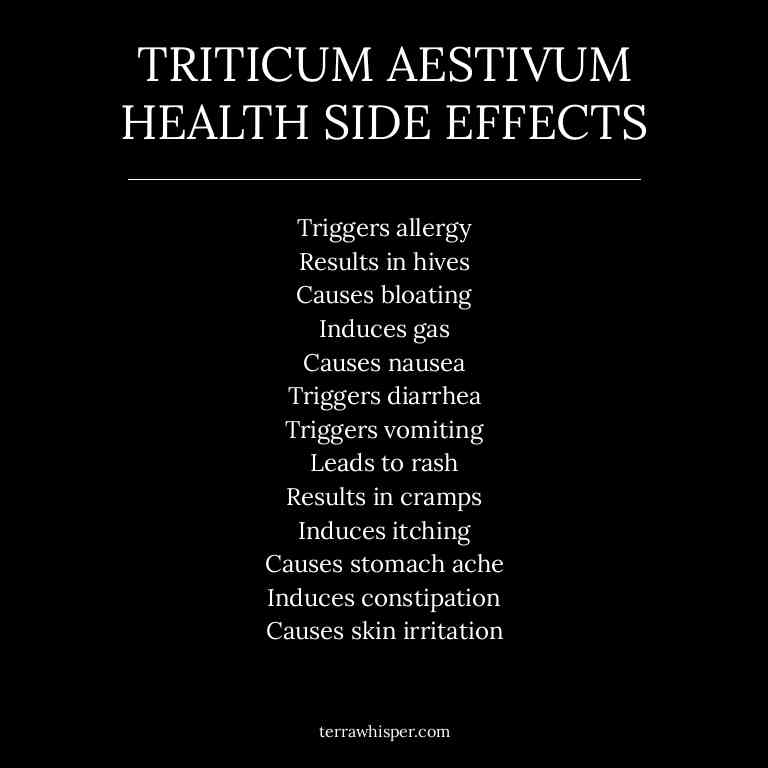 TRITICUM AESTIVUM
HEALTH SIDE EFFECTS
Triggers allergy
Results in hives
Causes bloating
Induces gas
Causes nausea
Triggers diarrhea
Triggers vomiting
Leads to rash
Results in cramps
Induces itching
Causes stomach ache
Induces constipation
Causes skin irritation
terrawhisper.com